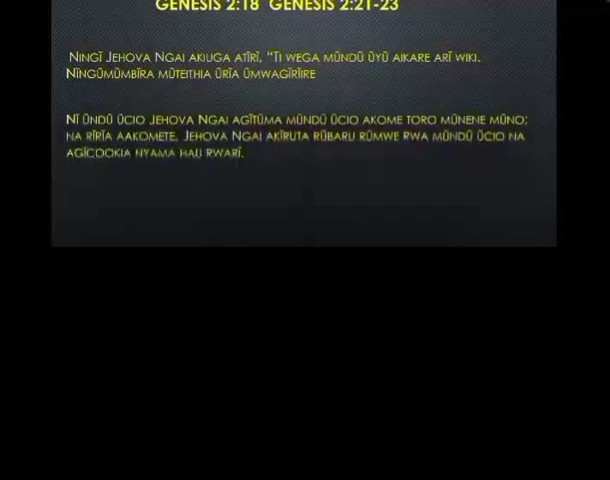 GENESIS 2:18 GENESIS 2:21-23
NINGĨ JEHOVA NGAI AKIUGA ATĨRĨ, “TI WEGA MŨNDŨ ŨYŨ AIKARE ARĨ WIKI.
NĨNGŨMŨMBĨRA MŨTEITHIA ŨRĨA ŨMWAGĨRĨIRE
NĨ ŨNDŨ ŨCIO JEHOVA NGAI AGĨTŨMA MŨNDŨ ŨCIO AKOME TORO MŨNENE MŨNO;
NA RĨRĨA AAKOMETE, JEHOVA NGAI AKĨRUTA RŨBARU RŨMWE RWA MŨNDŨ ŨCIO NA
AGĨCOOKIA NYAMA HAU RWARĨ.